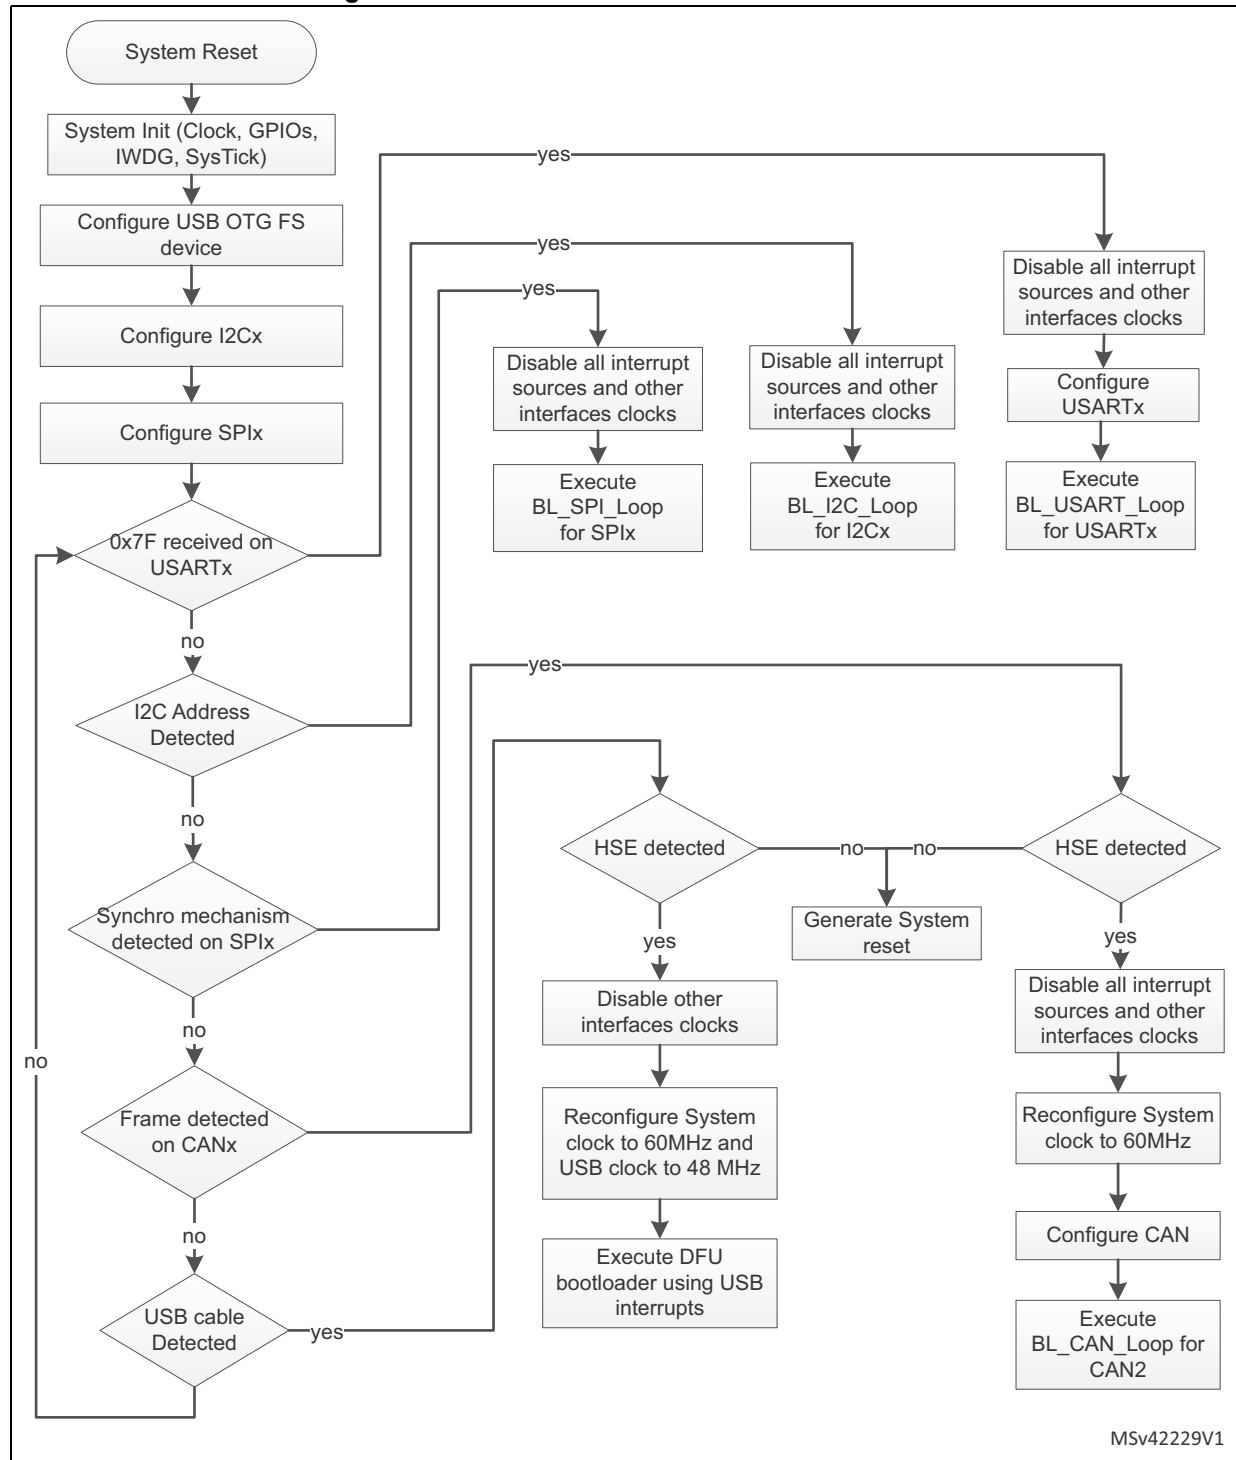 System Reset
System Init (Clock, GPIOs,
IWDG, SysTick)
Configure USB OTG FS
device
Configure I2Cx
Configure SPIx
0x7F received on
USARTx
no
I2C Address
Detected
no
Synchro mechanism
detected on SPIx
no
Frame detected
on CANx
no
USB cable
Detected
no
yes
yes
yes
Disable all interrupt
sources and other
interfaces clocks
Execute
BL_SPI_Loop
for SPIx
Disable all interrupt
sources and other
interfaces clocks
Execute
BL_I2C_Loop
for I2Cx
Disable all interrupt
sources and other
interfaces clocks
Configure
USARTx
Execute
BL_USART_Loop
for USARTx
yes
yes
HSE detected
no
no
HSE detected
Generate System
reset
yes
Disable other
interfaces clocks
Reconfigure System
clock to 60MHz and
USB clock to 48 MHz
Execute DFU
bootloader using USB
interrupts
yes
Disable all interrupt
sources and other
interfaces clocks
Reconfigure System
clock to 60MHz
Configure CAN
Execute
BL_CAN_Loop for
CAN2
MSv42229V1